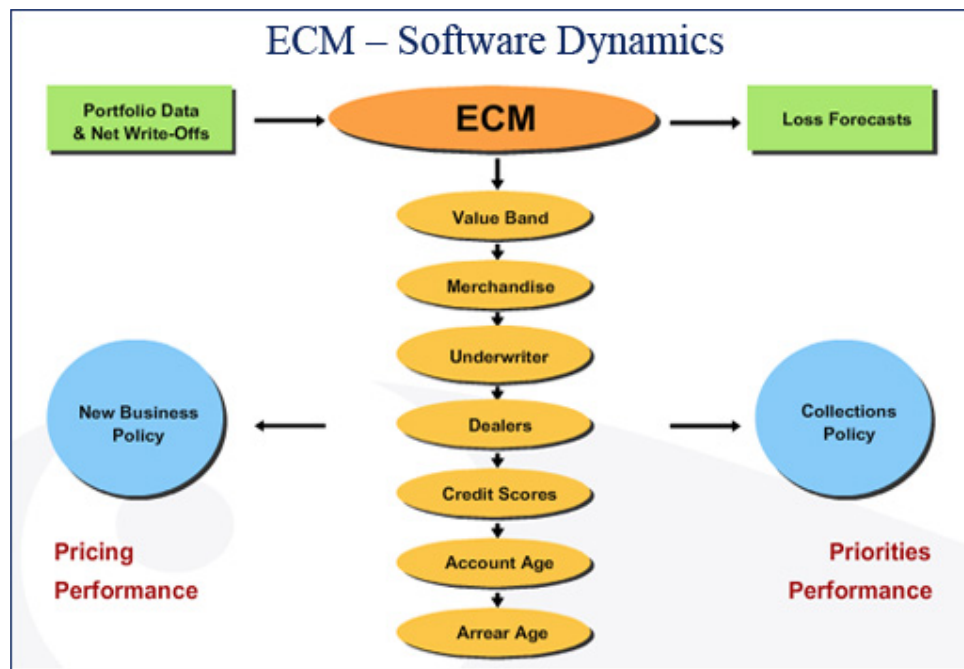 ECM – Software Dynamics
Portfolio Data
& Net Write-Offs
ECM
Loss Forecasts
Value Band
Merchandise
Underwriter
New Business
Policy
Dealers
Collections
Policy
Credit Scores
Pricing
Performance
Account Age
Priorities
Performance
Arrear Age